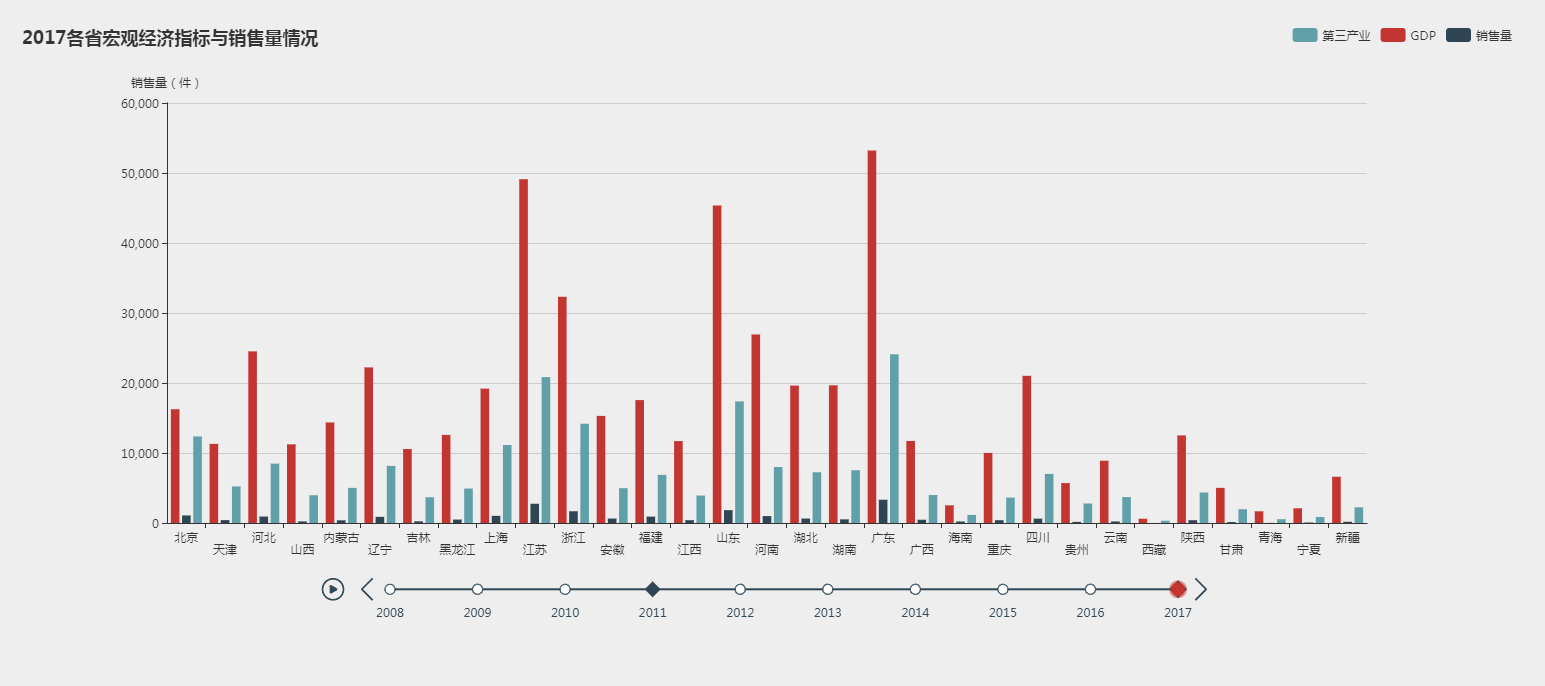 2017各省宏观经济指标与销售量情况
第三产业 GDP 销售量
销售量（件）
60,000
50,000
40,000
30,000
20,000
10,000
0
北京 天津 河北 山西 内蒙古 辽宁 吉林 黑龙江 上海 江苏 浙江 安徽 福建 江西 山东 河南 湖北 湖南 广东 广西 海南 重庆 四川 贵州 云南 西藏 陕西 甘肃 青海 宁夏 新疆
2008 2009 2010 2011 2012 2013 2014 2015 2016 2017